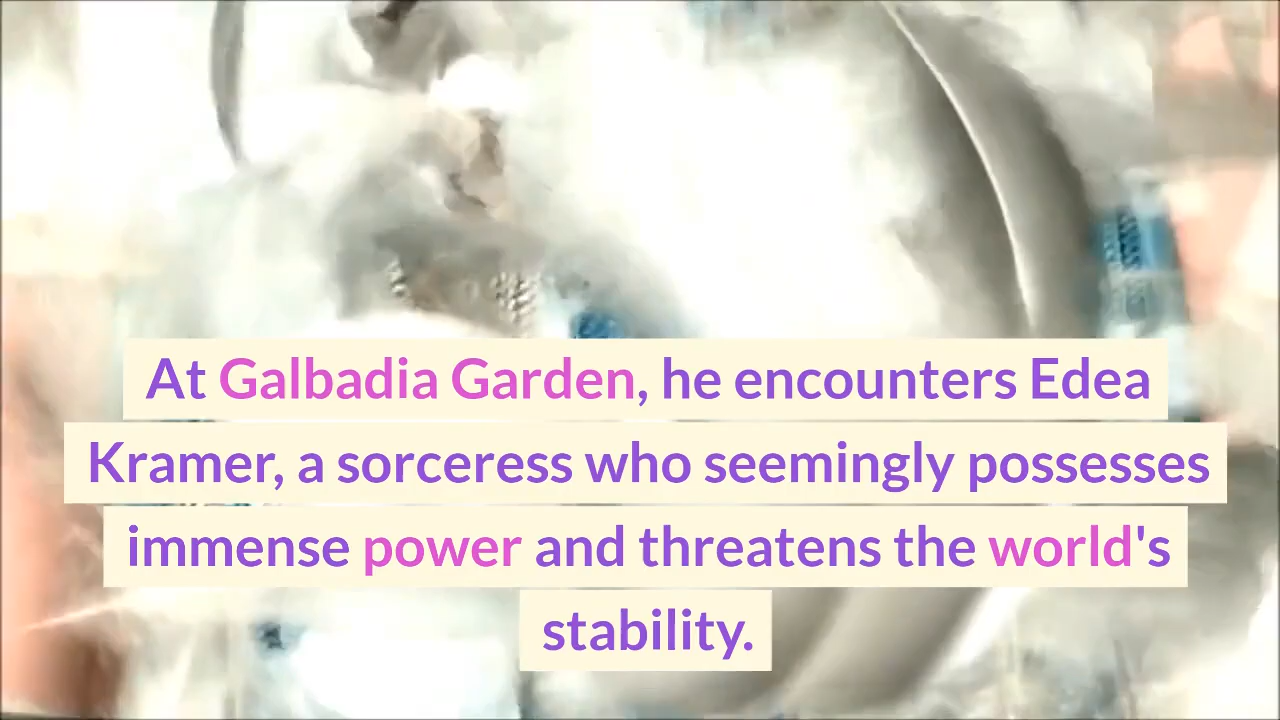 At Galbadia Garden, he encounters Edea
Kramer, a sorceress who seemingly possesses
immense power and threatens the world's
stability.